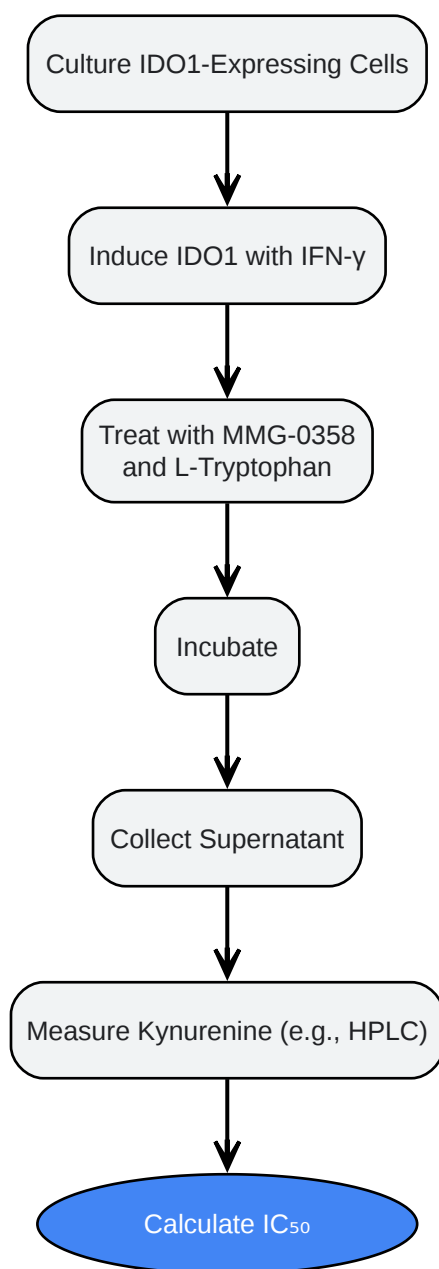 Culture IDO1-Expressing Cells
Induce IDO1 with IFN-γ
Treat with MMG-0358
and L-Tryptophan
Incubate
Collect Supernatant
Measure Kynurenine (e.g., HPLC)
Calculate IC₅₀